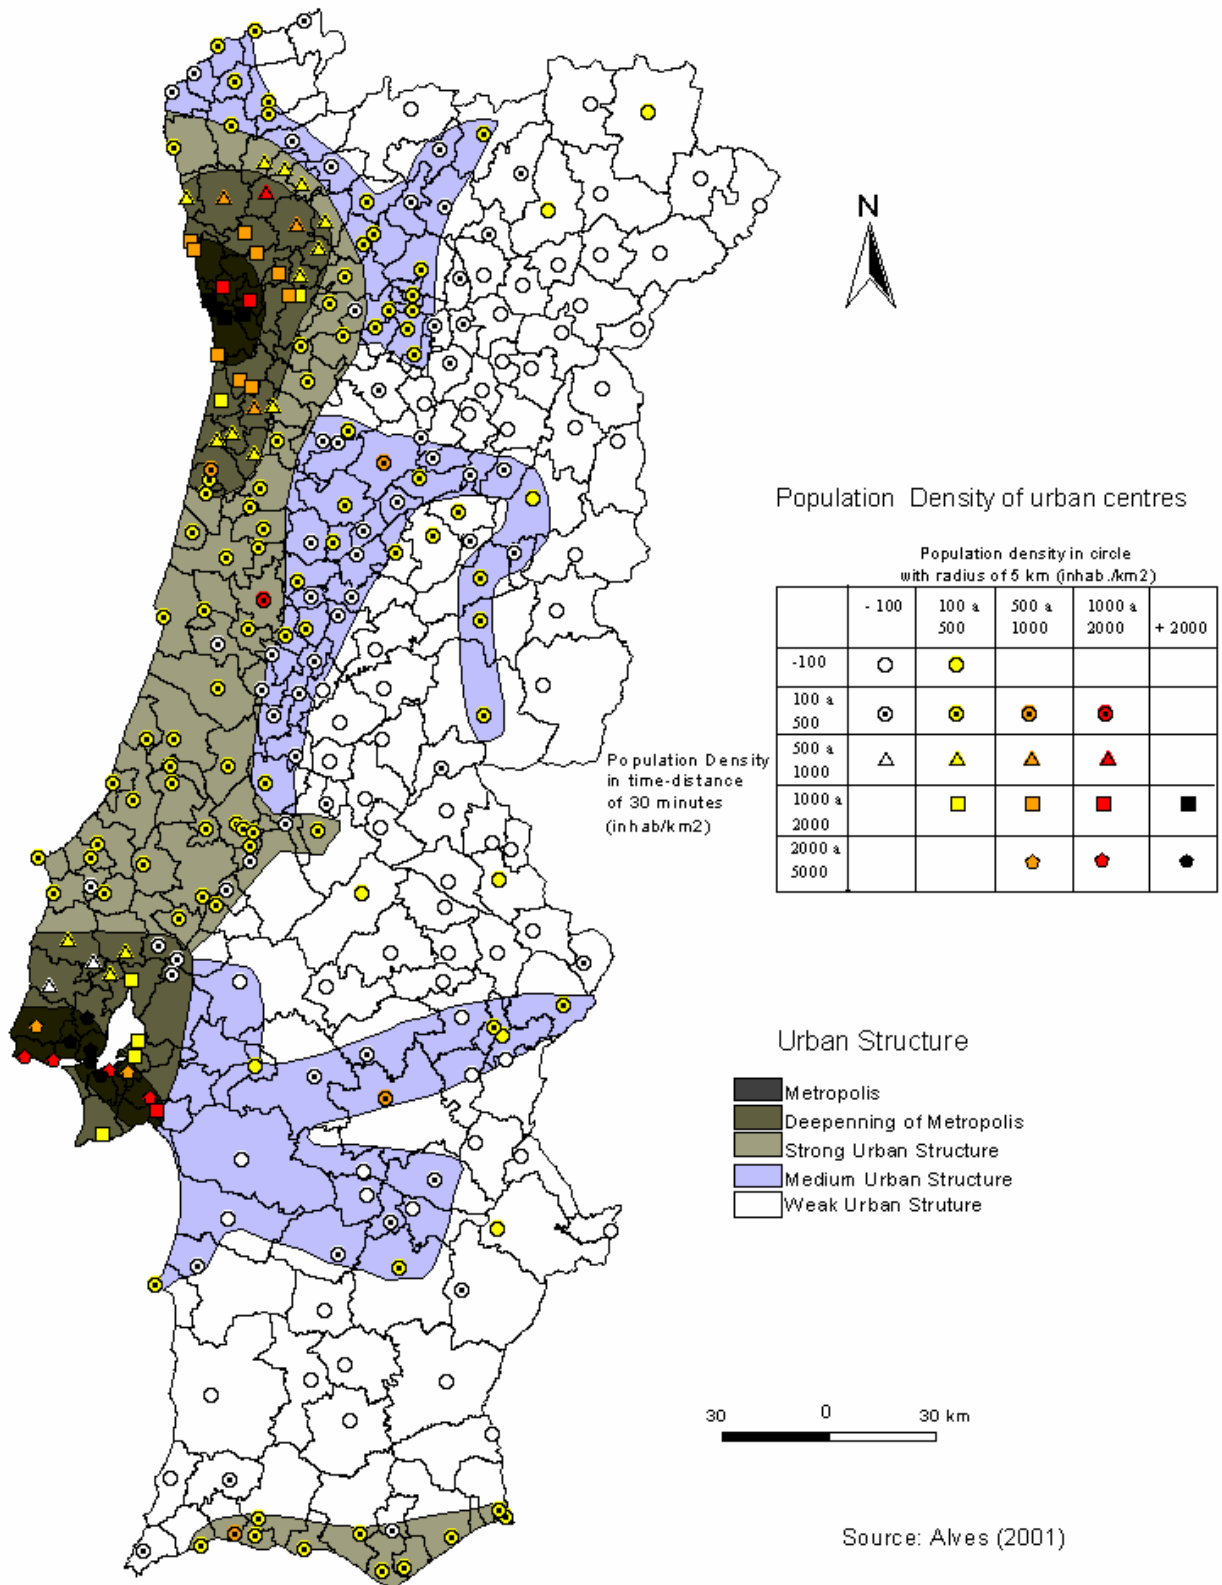 N
Population Density of urban centres
Population density in circle
with radius of 5 km (inhab./km2)
- 100
100 a
500
500 a
1000
1000 a
2000
+ 2000
-100
100 a
500
500 a
1000
1000 a
2000
2000 a
5000
Population Density
in time-distance
of 30 minutes
(inhab/km2)
Urban Structure
Metropolis
Deepenning of Metropolis
Strong Urban Structure
Medium Urban Structure
Weak Urban Struture
30 0 30 km
Source: Alves (2001)